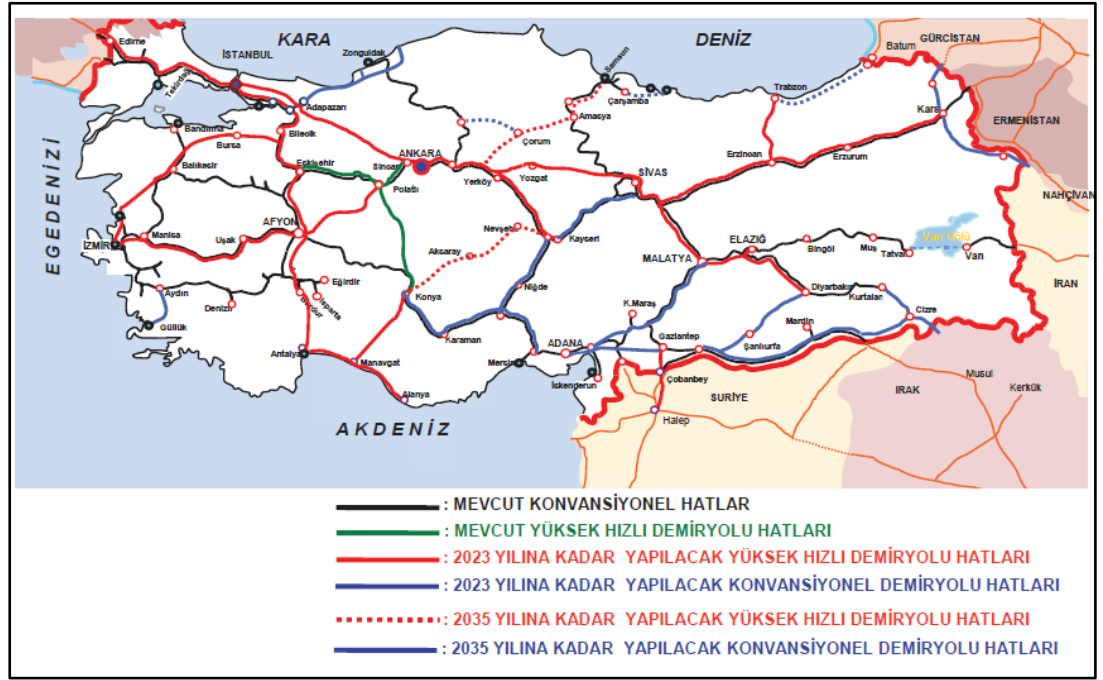 KARA
DENİZ
GÜRCİSTAN
Edirne
İSTANBUL
Zonguldak
Samsun
Batum
Tekirdağ
Adapazarı
Çarşamba
Trabzon
Kars
Amasya
ERMENİSTAN
Bandırma
Bileolk
Bursa
Çorum
EGEDENİZİ
Balıkesir
Eskişehir
Sinoan
ANKARA
Erzinoan
Erzurum
Polatlı
Yerköy
Yozgat
SİVAS
NAHÇİVAN
AFYON
Nevşehi
Van Gölü
İZMİR
Manisa
Uşak
Aksaray
Kayseri
ELAZIĞ
Bingöl
Muş
Tatvan
Van
MALATYA
İRAN
Eğirdir
Aydın
Denizli
Burdur
Isparta
Konya
Niğde
Diyarbakır
Kurtalan
K.Maraş
Cizre
Güllük
Karaman
Mardin
ADANA
Gaziantep
Şanlıurfa
Antalya
Manavgat
Mersin
Musul
İskenderun
Çobanbey
Kerkük
Alanya
SURİYE
IRAK
Halep
AKDENİZ
: MEVCUT KONVANSİYONEL HATLAR
: MEVCUT YÜKSEK HIZLI DEMİRYOLU HATLARI
: 2023 YILINA KADAR YAPILACAK YÜKSEK HIZLI DEMİRYOLU HATLARI
: 2023 YILINA KADAR YAPILACAK KONVANSİYONEL DEMİRYOLU HATLARI
: 2035 YILINA KADAR YAPILACAK YÜKSEK HIZLI DEMİRYOLU HATLARI
: 2035 YILINA KADAR YAPILACAK KONVANSİYONEL DEMİRYOLU HATLARI